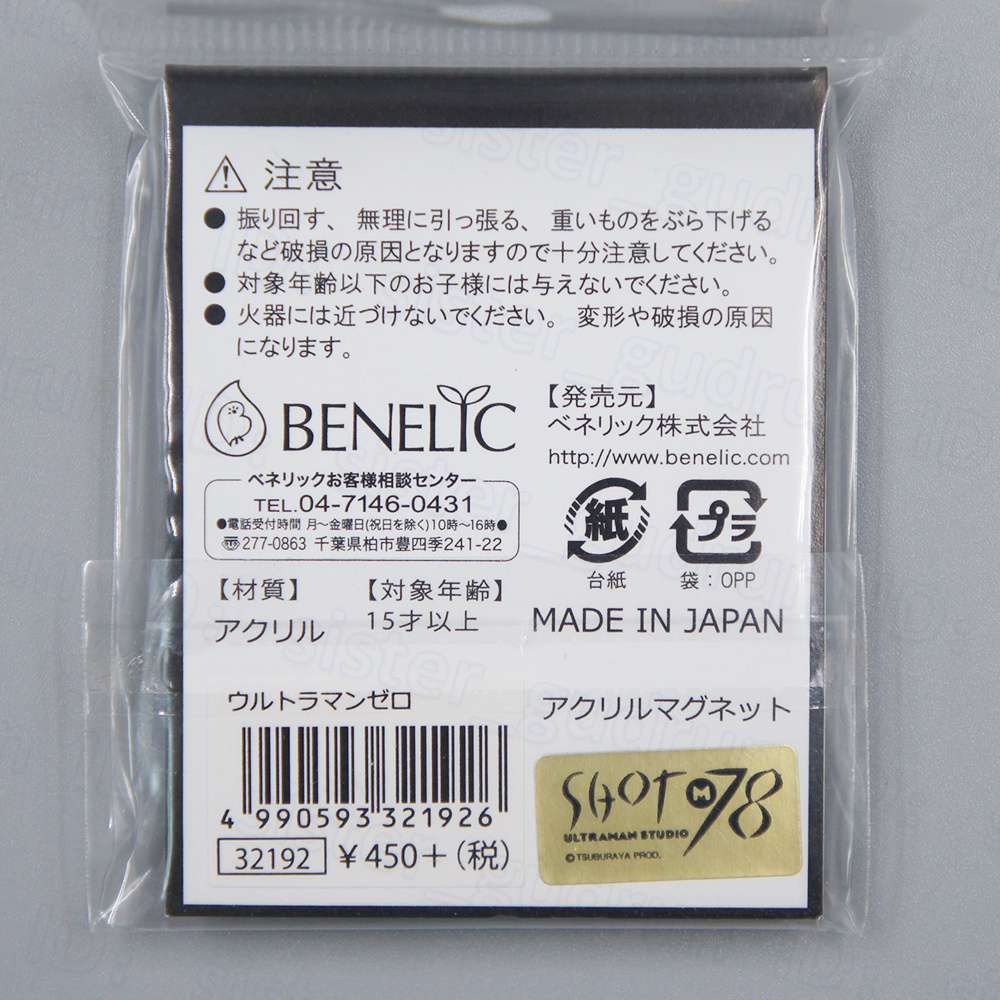 注意
●振り回す、無理に引っ張る、重いものをぶら下げる
など破損の原因となりますので十分注意してください。
●対象年齢以下のお子様には与えないでください。
●火器には近づけないでください。変形や破損の原因
になります。
BENELIC
【発売元】
ベネリック株式会社
http://www.benelic.com
ベネリックお客様相談センター
TEL.04-7146-0431
●電話受付時間 月〜金曜日(祝日を除く)10時〜16時●
〒277-0863 千葉県柏市豊四季241-22
紙
台紙
プラ
袋:OPP
【材質】
アクリル
【対象年齢】
15才以上
MADE IN JAPAN
ウルトラマンゼロ
4 990593 321926
32192 ¥450+(税)
アクリルマグネット
SHOT M78
ULTRAMAN STUDIO
©TSUBURAYA PROD.
sister_gudrun